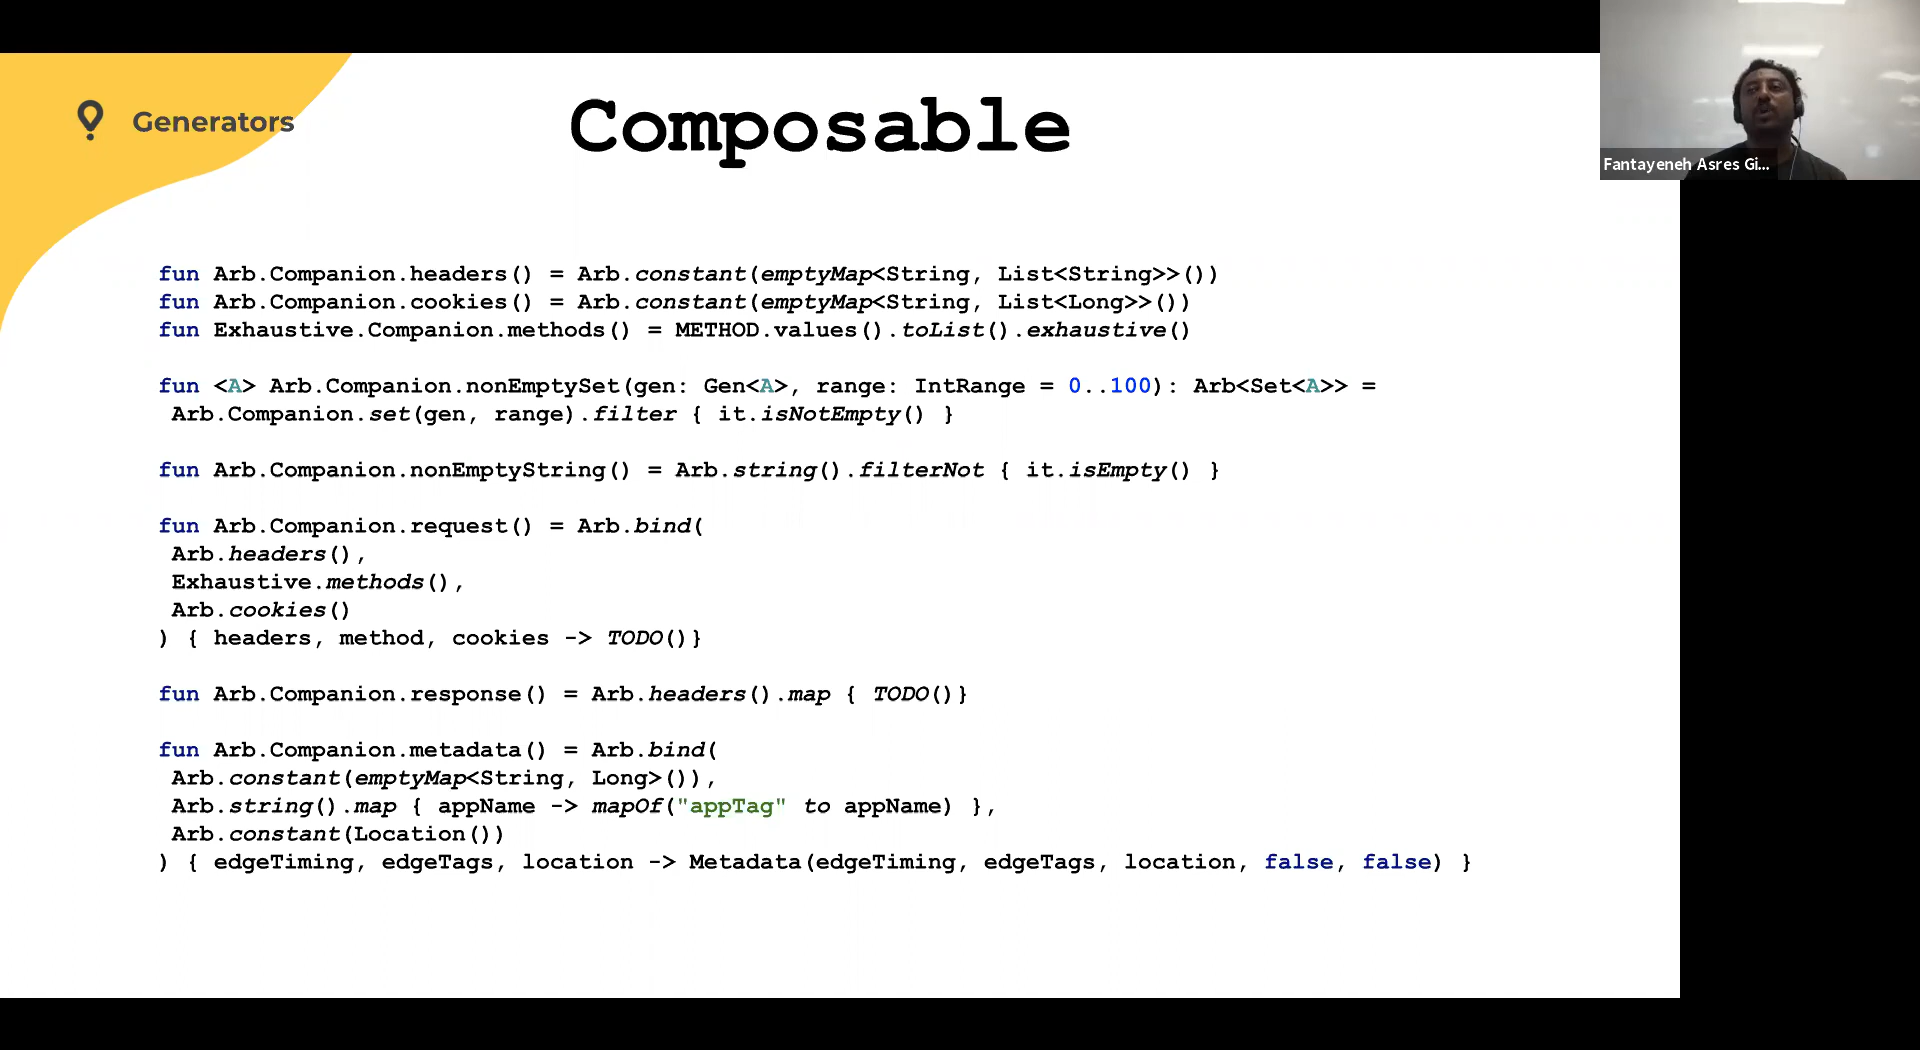 Generators
Composable
Fantayeneh Asres Gi...
fun Arb.Companion.headers() = Arb.constant(emptyMap<String, List<String>>())
fun Arb.Companion.cookies() = Arb.constant(emptyMap<String, List<Long>>())
fun Exhaustive.Companion.methods() = METHOD.values().toList().exhaustive()
fun <A> Arb.Companion.nonEmptySet(gen: Gen<A>, range: IntRange = 0..100): Arb<Set<A>> =
Arb.Companion.set(gen, range).filter { it.isNotEmpty() }
fun Arb.Companion.nonEmptyString() = Arb.string().filterNot { it.isEmpty() }
fun Arb.Companion.request() = Arb.bind(
Arb.headers(),
Exhaustive.methods(),
Arb.cookies()
) { headers, method, cookies -> TODO()}
fun Arb.Companion.response() = Arb.headers().map { TODO()}
fun Arb.Companion.metadata() = Arb.bind(
Arb.constant(emptyMap<String, Long>()),
Arb.string().map { appName -> mapOf("appTag" to appName) },
Arb.constant(Location())
) { edgeTiming, edgeTags, location -> Metadata(edgeTiming, edgeTags, location, false, false) }